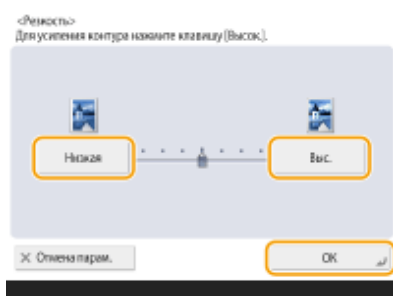 <Резкость>
Для усиления контура нажмите клавишу [Высок.].
Низкая
Выс.
Отмена парам.
OK